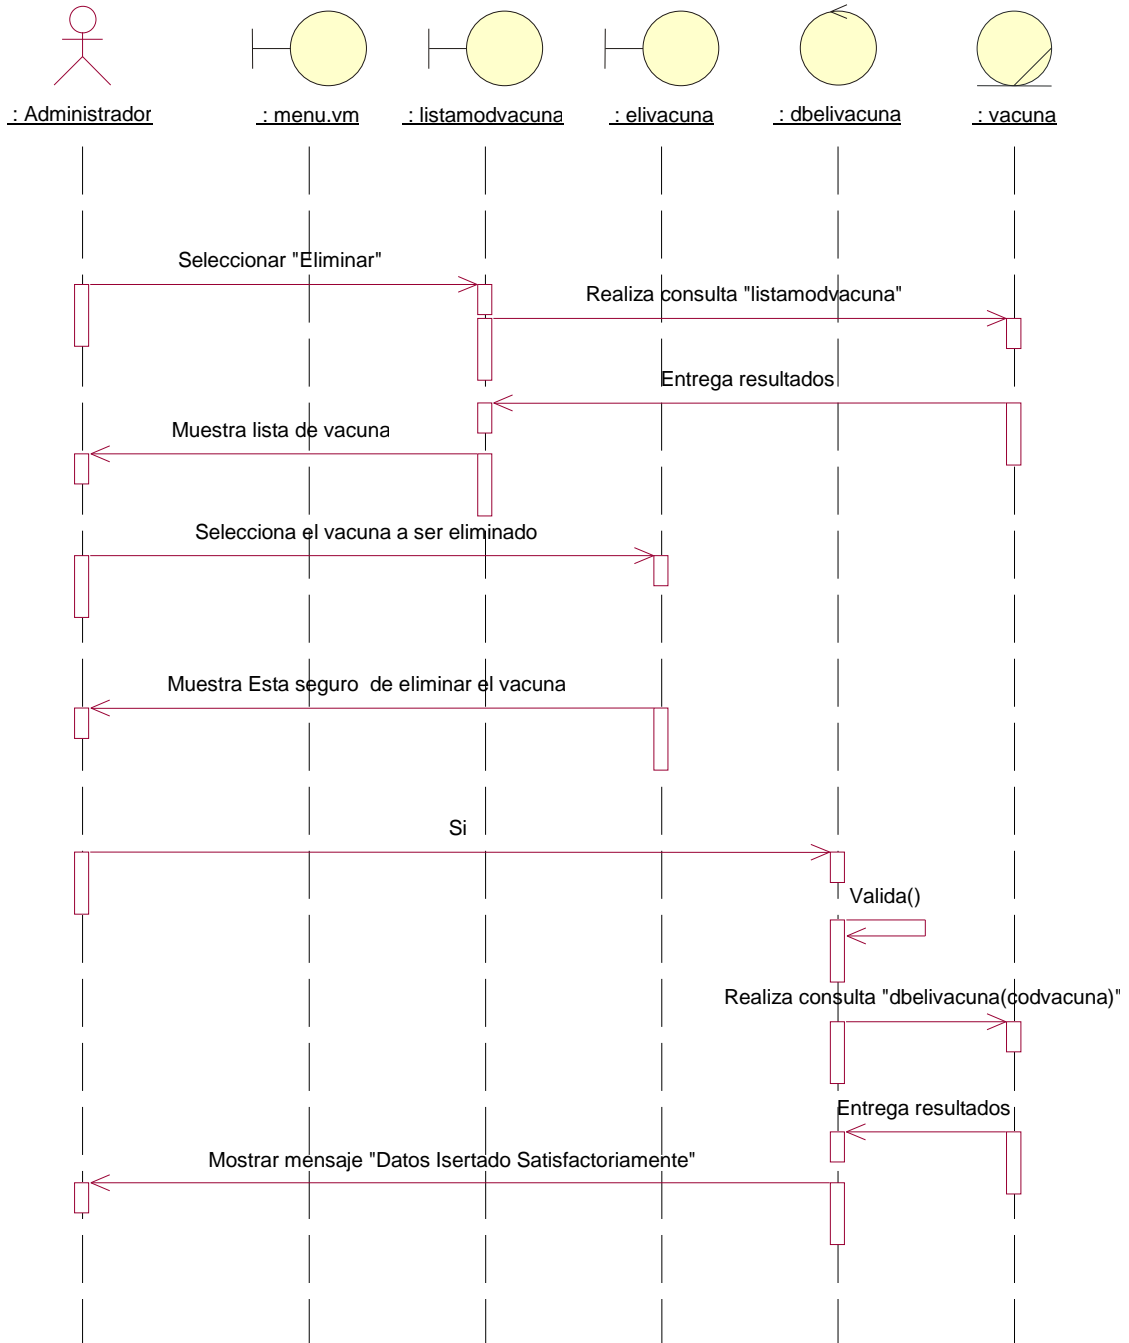 : Administrador
: menu.vm
: listamodvacuna
: elivacuna
: dbelivacuna
: vacuna
Seleccionar "Eliminar"
Realiza consulta "listamodvacuna"
Entrega resultados
Muestra lista de vacuna
Selecciona el vacuna a ser eliminado
Muestra Esta seguro  de eliminar el vacuna
Si
Valida()
Realiza consulta "dbelivacuna(codvacuna)"
Entrega resultados
Mostrar mensaje "Datos Isertado Satisfactoriamente"